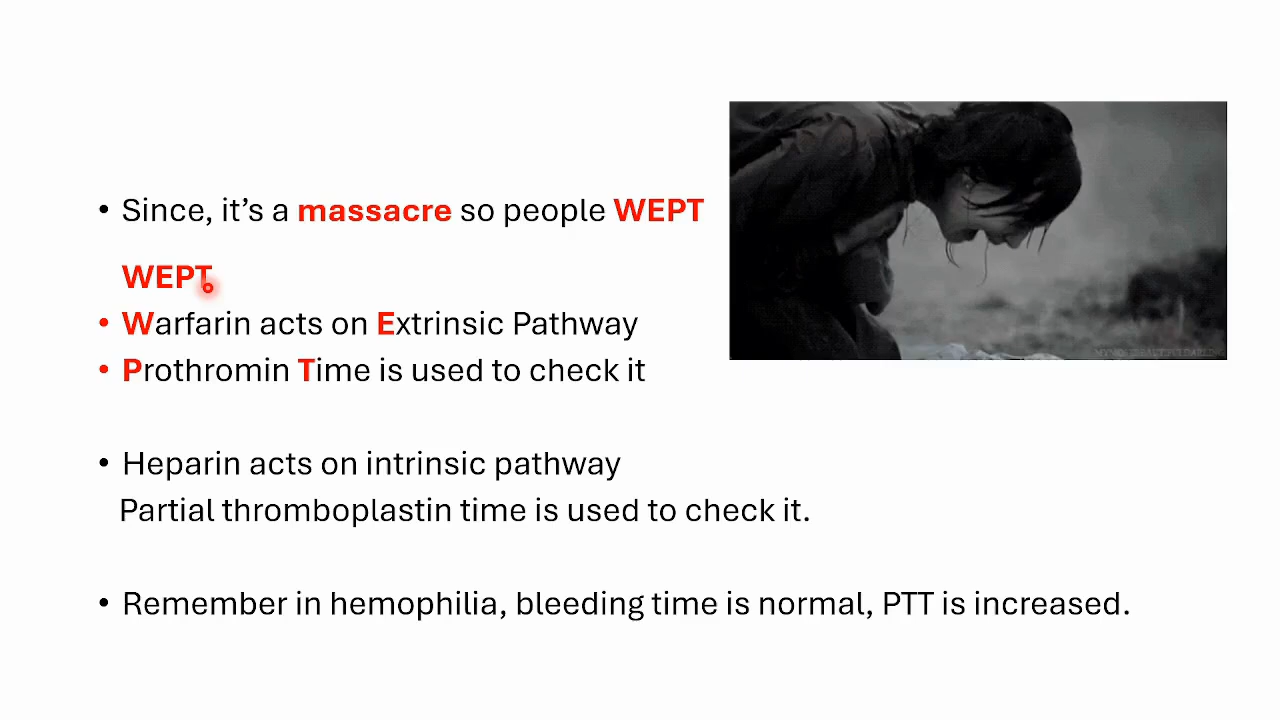 • Since, it's a massacre so people WEPT
WEPT
• Warfarin acts on Extrinsic Pathway
• Prothromin Time is used to check it
• Heparin acts on intrinsic pathway
Partial thromboplastin time is used to check it.
• Remember in hemophilia, bleeding time is normal, PTT is increased.